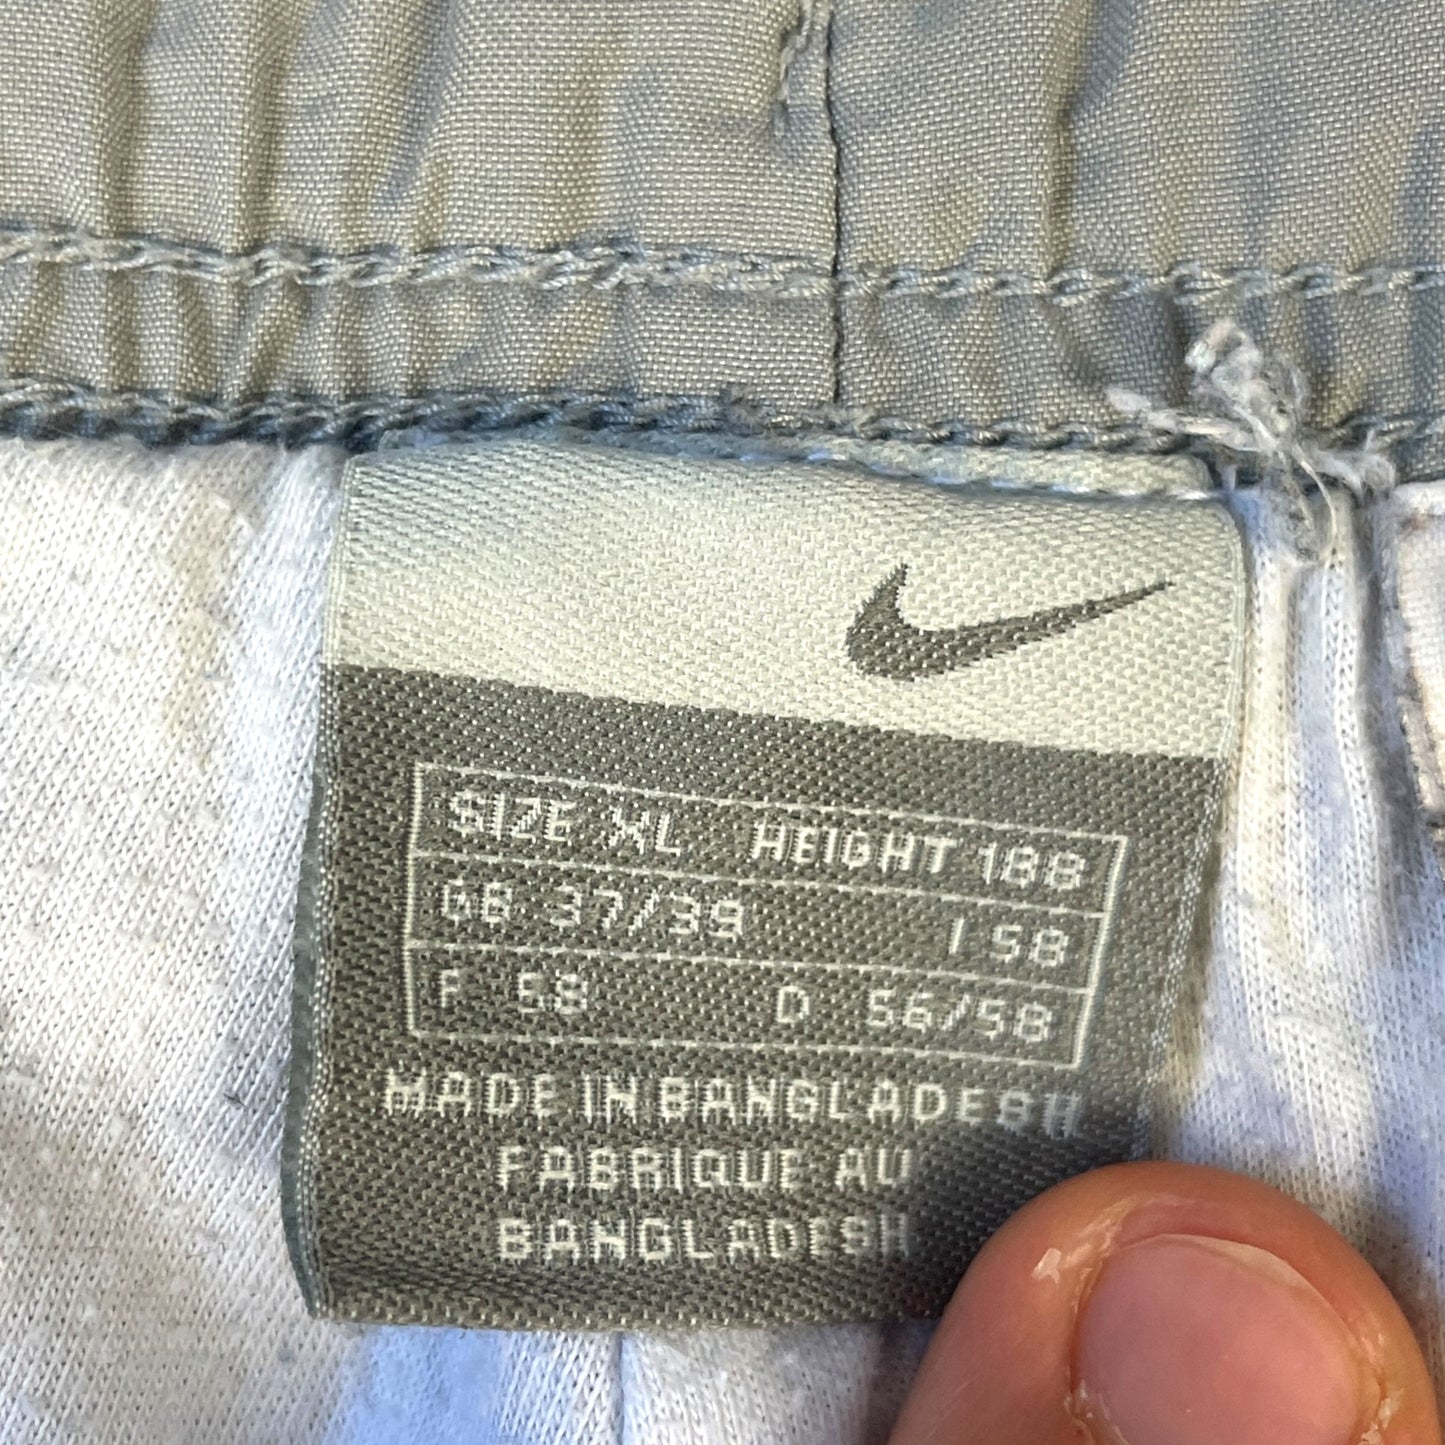 SIZE XL HEIGHT 188
GB 37/39 I 58
F 58 D 56/58
MADE IN BANGLADESH
FABRIQUE AU
BANGLADESH